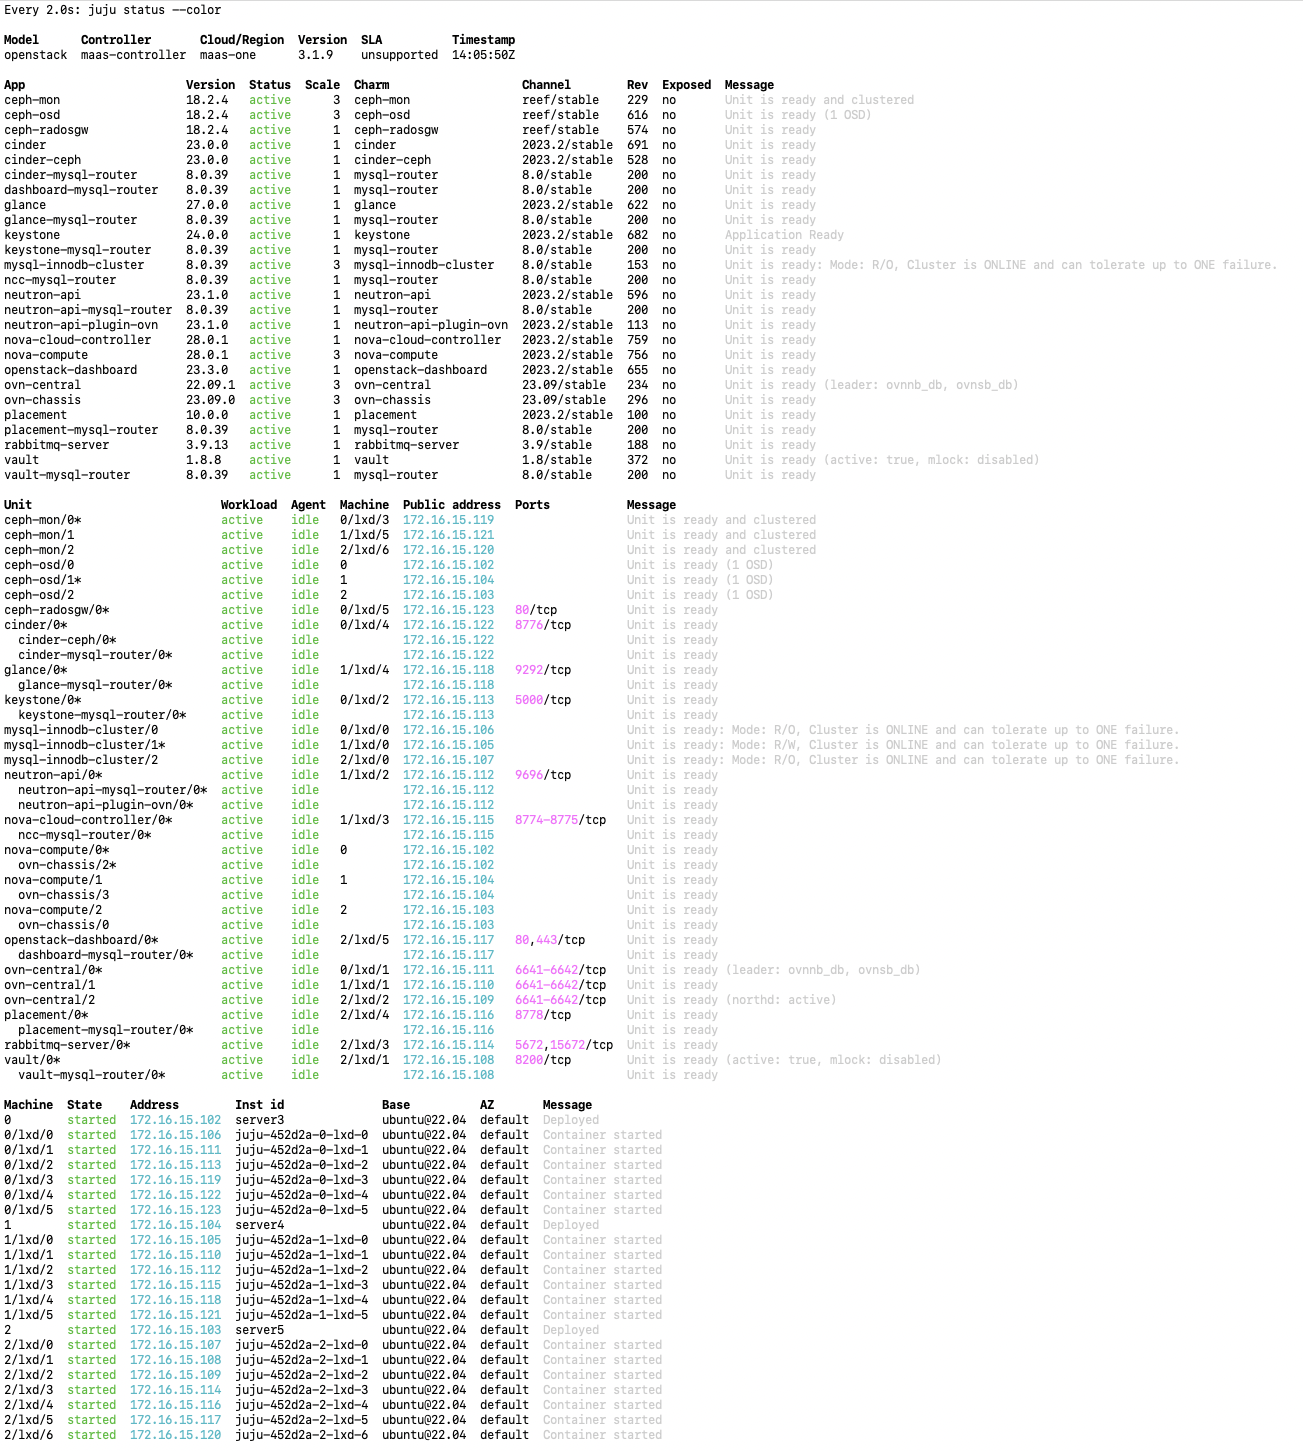 Every 2.0s: juju status --color
Model      Controller       Cloud/Region  Version  SLA          Timestamp
openstack  maas-controller  maas-one      3.1.9    unsupported  14:05:50Z
App                       Version  Status  Scale  Charm                   Channel        Rev  Exposed  Message
ceph-mon                  18.2.4   active      3  ceph-mon                reef/stable    229  no       Unit is ready and clustered
ceph-osd                  18.2.4   active      3  ceph-osd                reef/stable    616  no       Unit is ready (1 OSD)
ceph-radosgw              18.2.4   active      1  ceph-radosgw            reef/stable    574  no       Unit is ready
cinder                    23.0.0   active      1  cinder                  2023.2/stable  691  no       Unit is ready
cinder-ceph               23.0.0   active      1  cinder-ceph             2023.2/stable  528  no       Unit is ready
cinder-mysql-router       8.0.39   active      1  mysql-router            8.0/stable     200  no       Unit is ready
dashboard-mysql-router    8.0.39   active      1  mysql-router            8.0/stable     200  no       Unit is ready
glance                    27.0.0   active      1  glance                  2023.2/stable  622  no       Unit is ready
glance-mysql-router       8.0.39   active      1  mysql-router            8.0/stable     200  no       Unit is ready
keystone                  24.0.0   active      1  keystone                2023.2/stable  682  no       Application Ready
keystone-mysql-router     8.0.39   active      1  mysql-router            8.0/stable     200  no       Unit is ready
mysql-innodb-cluster      8.0.39   active      3  mysql-innodb-cluster    8.0/stable     153  no       Unit is ready: Mode: R/O, Cluster is ONLINE and can tolerate up to ONE failure.
ncc-mysql-router          8.0.39   active      1  mysql-router            8.0/stable     200  no       Unit is ready
neutron-api               23.1.0   active      1  neutron-api             2023.2/stable  596  no       Unit is ready
neutron-api-mysql-router  8.0.39   active      1  mysql-router            8.0/stable     200  no       Unit is ready
neutron-api-plugin-ovn    23.1.0   active      1  neutron-api-plugin-ovn  2023.2/stable  113  no       Unit is ready
nova-cloud-controller     28.0.1   active      1  nova-cloud-controller   2023.2/stable  759  no       Unit is ready
nova-compute              28.0.1   active      3  nova-compute            2023.2/stable  756  no       Unit is ready
openstack-dashboard       23.3.0   active      1  openstack-dashboard     2023.2/stable  655  no       Unit is ready
ovn-central               22.09.1  active      3  ovn-central             23.09/stable   234  no       Unit is ready (leader: ovnnb_db, ovnsb_db)
ovn-chassis               23.09.0  active      3  ovn-chassis             23.09/stable   296  no       Unit is ready
placement                 10.0.0   active      1  placement               2023.2/stable  100  no       Unit is ready
placement-mysql-router    8.0.39   active      1  mysql-router            8.0/stable     200  no       Unit is ready
rabbitmq-server           3.9.13   active      1  rabbitmq-server         3.9/stable     188  no       Unit is ready
vault                     1.8.8    active      1  vault                   1.8/stable     372  no       Unit is ready (active: true, mlock: disabled)
vault-mysql-router        8.0.39   active      1  mysql-router            8.0/stable     200  no       Unit is ready
Unit                           Workload  Agent  Machine  Public address  Ports           Message
ceph-mon/0*                    active    idle   0/lxd/3  172.16.15.119                   Unit is ready and clustered
ceph-mon/1                     active    idle   1/lxd/5  172.16.15.121                   Unit is ready and clustered
ceph-mon/2                     active    idle   2/lxd/6  172.16.15.120                   Unit is ready and clustered
ceph-osd/0                     active    idle   0        172.16.15.102                   Unit is ready (1 OSD)
ceph-osd/1*                    active    idle   1        172.16.15.104                   Unit is ready (1 OSD)
ceph-osd/2                     active    idle   2        172.16.15.103                   Unit is ready (1 OSD)
ceph-radosgw/0*                active    idle   0/lxd/5  172.16.15.123   80/tcp          Unit is ready
cinder/0*                      active    idle   0/lxd/4  172.16.15.122   8776/tcp        Unit is ready
  cinder-ceph/0*               active    idle            172.16.15.122                   Unit is ready
  cinder-mysql-router/0*       active    idle            172.16.15.122                   Unit is ready
glance/0*                      active    idle   1/lxd/4  172.16.15.118   9292/tcp        Unit is ready
  glance-mysql-router/0*       active    idle            172.16.15.118                   Unit is ready
keystone/0*                    active    idle   0/lxd/2  172.16.15.113   5000/tcp        Unit is ready
  keystone-mysql-router/0*     active    idle            172.16.15.113                   Unit is ready
mysql-innodb-cluster/0         active    idle   0/lxd/0  172.16.15.106                   Unit is ready: Mode: R/O, Cluster is ONLINE and can tolerate up to ONE failure.
mysql-innodb-cluster/1*        active    idle   1/lxd/0  172.16.15.105                   Unit is ready: Mode: R/W, Cluster is ONLINE and can tolerate up to ONE failure.
mysql-innodb-cluster/2         active    idle   2/lxd/0  172.16.15.107                   Unit is ready: Mode: R/O, Cluster is ONLINE and can tolerate up to ONE failure.
neutron-api/0*                 active    idle   1/lxd/2  172.16.15.112   9696/tcp        Unit is ready
  neutron-api-mysql-router/0*  active    idle            172.16.15.112                   Unit is ready
  neutron-api-plugin-ovn/0*    active    idle            172.16.15.112                   Unit is ready
nova-cloud-controller/0*       active    idle   1/lxd/3  172.16.15.115   8774-8775/tcp   Unit is ready
  ncc-mysql-router/0*          active    idle            172.16.15.115                   Unit is ready
nova-compute/0*                active    idle   0        172.16.15.102                   Unit is ready
  ovn-chassis/2*               active    idle            172.16.15.102                   Unit is ready
nova-compute/1                 active    idle   1        172.16.15.104                   Unit is ready
  ovn-chassis/3                active    idle            172.16.15.104                   Unit is ready
nova-compute/2                 active    idle   2        172.16.15.103                   Unit is ready
  ovn-chassis/0                active    idle            172.16.15.103                   Unit is ready
openstack-dashboard/0*         active    idle   2/lxd/5  172.16.15.117   80,443/tcp      Unit is ready
  dashboard-mysql-router/0*    active    idle            172.16.15.117                   Unit is ready
ovn-central/0*                 active    idle   0/lxd/1  172.16.15.111   6641-6642/tcp   Unit is ready (leader: ovnnb_db, ovnsb_db)
ovn-central/1                  active    idle   1/lxd/1  172.16.15.110   6641-6642/tcp   Unit is ready
ovn-central/2                  active    idle   2/lxd/2  172.16.15.109   6641-6642/tcp   Unit is ready (northd: active)
placement/0*                   active    idle   2/lxd/4  172.16.15.116   8778/tcp        Unit is ready
  placement-mysql-router/0*    active    idle            172.16.15.116                   Unit is ready
rabbitmq-server/0*             active    idle   2/lxd/3  172.16.15.114   5672,15672/tcp  Unit is ready
vault/0*                       active    idle   2/lxd/1  172.16.15.108   8200/tcp        Unit is ready (active: true, mlock: disabled)
  vault-mysql-router/0*        active    idle            172.16.15.108                   Unit is ready
Machine  State    Address        Inst id              Base          AZ       Message
0        started  172.16.15.102  server3              ubuntu@22.04  default  Deployed
0/lxd/0  started  172.16.15.106  juju-452d2a-0-lxd-0  ubuntu@22.04  default  Container started
0/lxd/1  started  172.16.15.111  juju-452d2a-0-lxd-1  ubuntu@22.04  default  Container started
0/lxd/2  started  172.16.15.113  juju-452d2a-0-lxd-2  ubuntu@22.04  default  Container started
0/lxd/3  started  172.16.15.119  juju-452d2a-0-lxd-3  ubuntu@22.04  default  Container started
0/lxd/4  started  172.16.15.122  juju-452d2a-0-lxd-4  ubuntu@22.04  default  Container started
0/lxd/5  started  172.16.15.123  juju-452d2a-0-lxd-5  ubuntu@22.04  default  Container started
1        started  172.16.15.104  server4              ubuntu@22.04  default  Deployed
1/lxd/0  started  172.16.15.105  juju-452d2a-1-lxd-0  ubuntu@22.04  default  Container started
1/lxd/1  started  172.16.15.110  juju-452d2a-1-lxd-1  ubuntu@22.04  default  Container started
1/lxd/2  started  172.16.15.112  juju-452d2a-1-lxd-2  ubuntu@22.04  default  Container started
1/lxd/3  started  172.16.15.115  juju-452d2a-1-lxd-3  ubuntu@22.04  default  Container started
1/lxd/4  started  172.16.15.118  juju-452d2a-1-lxd-4  ubuntu@22.04  default  Container started
1/lxd/5  started  172.16.15.121  juju-452d2a-1-lxd-5  ubuntu@22.04  default  Container started
2        started  172.16.15.103  server5              ubuntu@22.04  default  Deployed
2/lxd/0  started  172.16.15.107  juju-452d2a-2-lxd-0  ubuntu@22.04  default  Container started
2/lxd/1  started  172.16.15.108  juju-452d2a-2-lxd-1  ubuntu@22.04  default  Container started
2/lxd/2  started  172.16.15.109  juju-452d2a-2-lxd-2  ubuntu@22.04  default  Container started
2/lxd/3  started  172.16.15.114  juju-452d2a-2-lxd-3  ubuntu@22.04  default  Container started
2/lxd/4  started  172.16.15.116  juju-452d2a-2-lxd-4  ubuntu@22.04  default  Container started
2/lxd/5  started  172.16.15.117  juju-452d2a-2-lxd-5  ubuntu@22.04  default  Container started
2/lxd/6  started  172.16.15.120  juju-452d2a-2-lxd-6  ubuntu@22.04  default  Container started